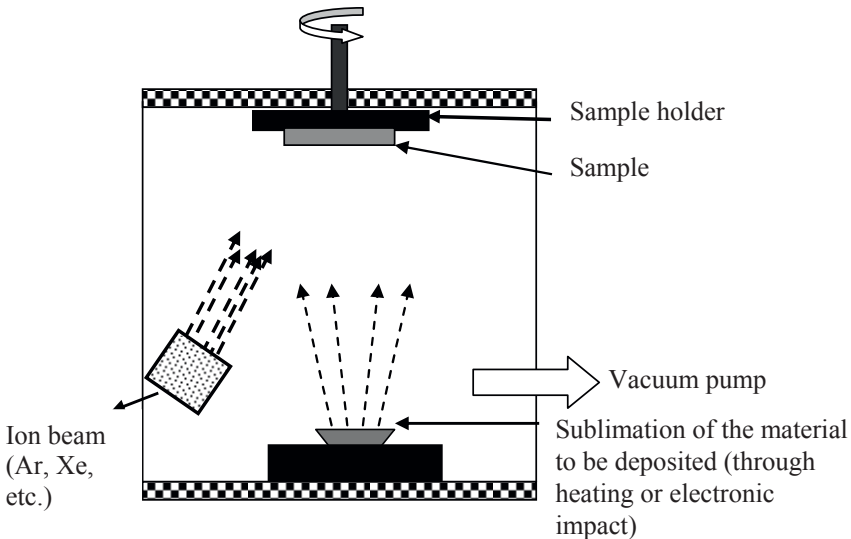 Sample holder
Sample
Vacuum pump
Ion beam
(Ar, Xe,
etc.)
Sublimation of the material
to be deposited (through
heating or electronic
impact)